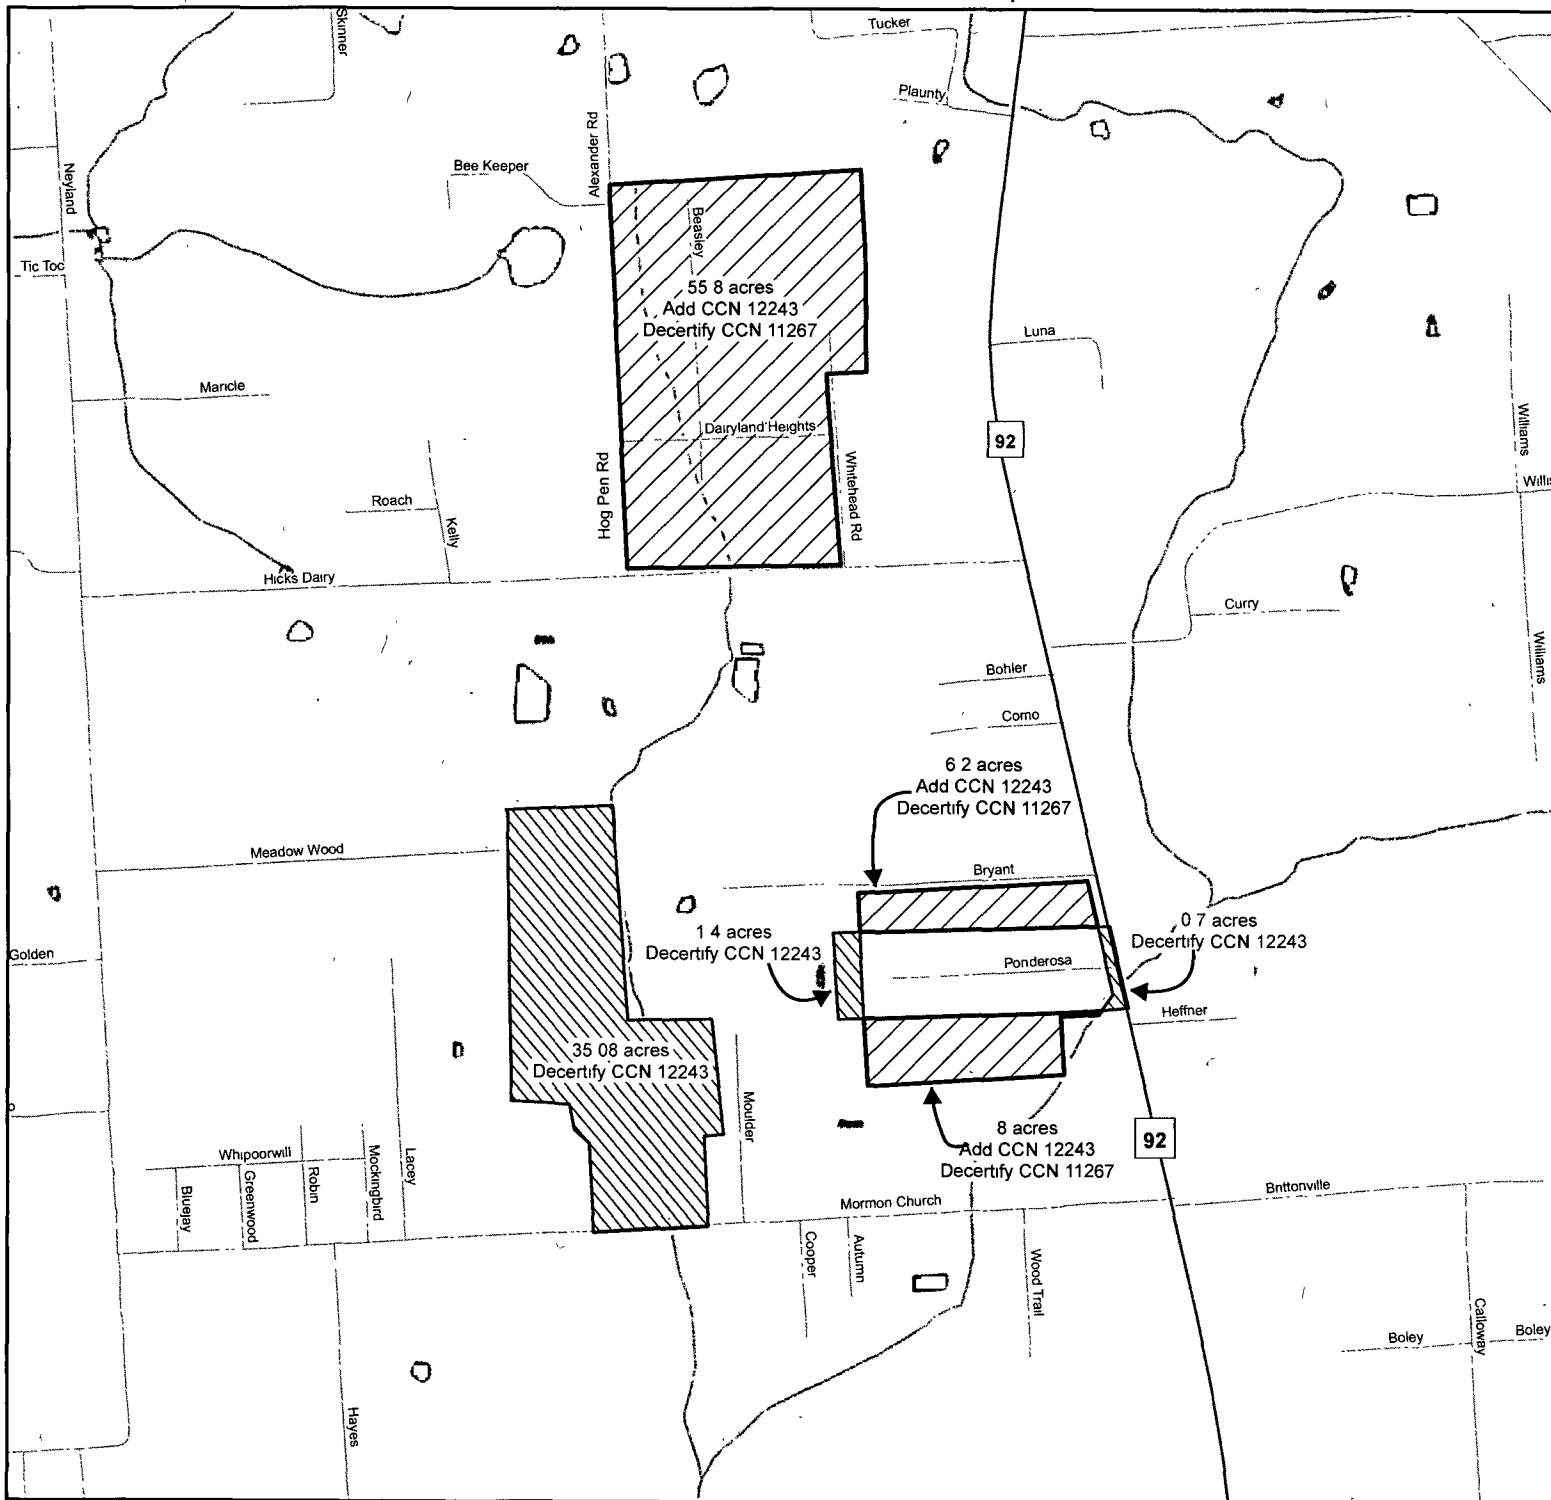 Skinner
Tucker
Plaunty
Alexander Rd
Bee Keeper
Neyland
Tic Toc
Beasley
55 8 acres
Add CCN 12243
Decertify CCN 11267
Luna
Maricle
Dairyland Heights
92
Williams
Hog Pen Rd
Whitehead Rd
Roach
Kelly
Willis
Hicks Dairy
Curry
Williams
Bohler
Como
6 2 acres
Add CCN 12243
Decertify CCN 11267
Meadow Wood
Bryant
1 4 acres
Decertify CCN 12243
0 7 acres
Decertify CCN 12243
Golden
Ponderosa
Heffner
35 08 acres
Decertify CCN 12243
Moulder
8 acres
Add CCN 12243
Decertify CCN 11267
92
Whipoorwill
Bluejay
Greenwood
Robin
Mockingbird
Lacey
Mormon Church
Brittonville
Cooper
Autumn
Wood Trail
Calloway
Boley
Boley
Hayes